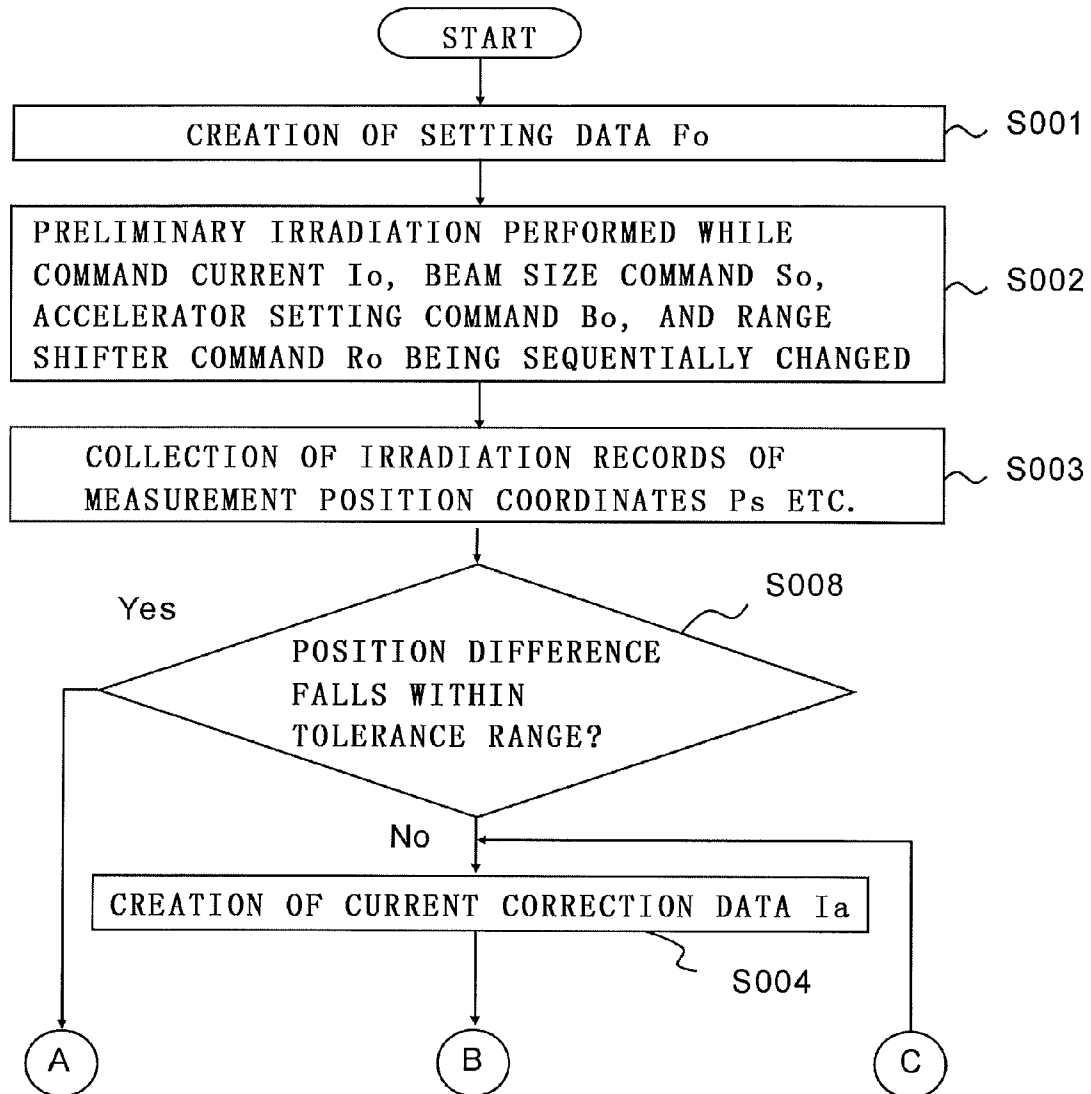 START
CREATION OF SETTING DATA Fo
S001
PRELIMINARY IRRADIATION PERFORMED WHILE
COMMAND CURRENT Io, BEAM SIZE COMMAND So,
ACCELERATOR SETTING COMMAND Bo, AND RANGE
SHIFTER COMMAND Ro BEING SEQUENTIALLY CHANGED
S002
COLLECTION OF IRRADIATION RECORDS OF
MEASUREMENT POSITION COORDINATES Ps ETC.
S003
S008
Yes
POSITION DIFFERENCE
FALLS WITHIN
TOLERANCE RANGE?
No
CREATION OF CURRENT CORRECTION DATA Ia
S004
A
B
C